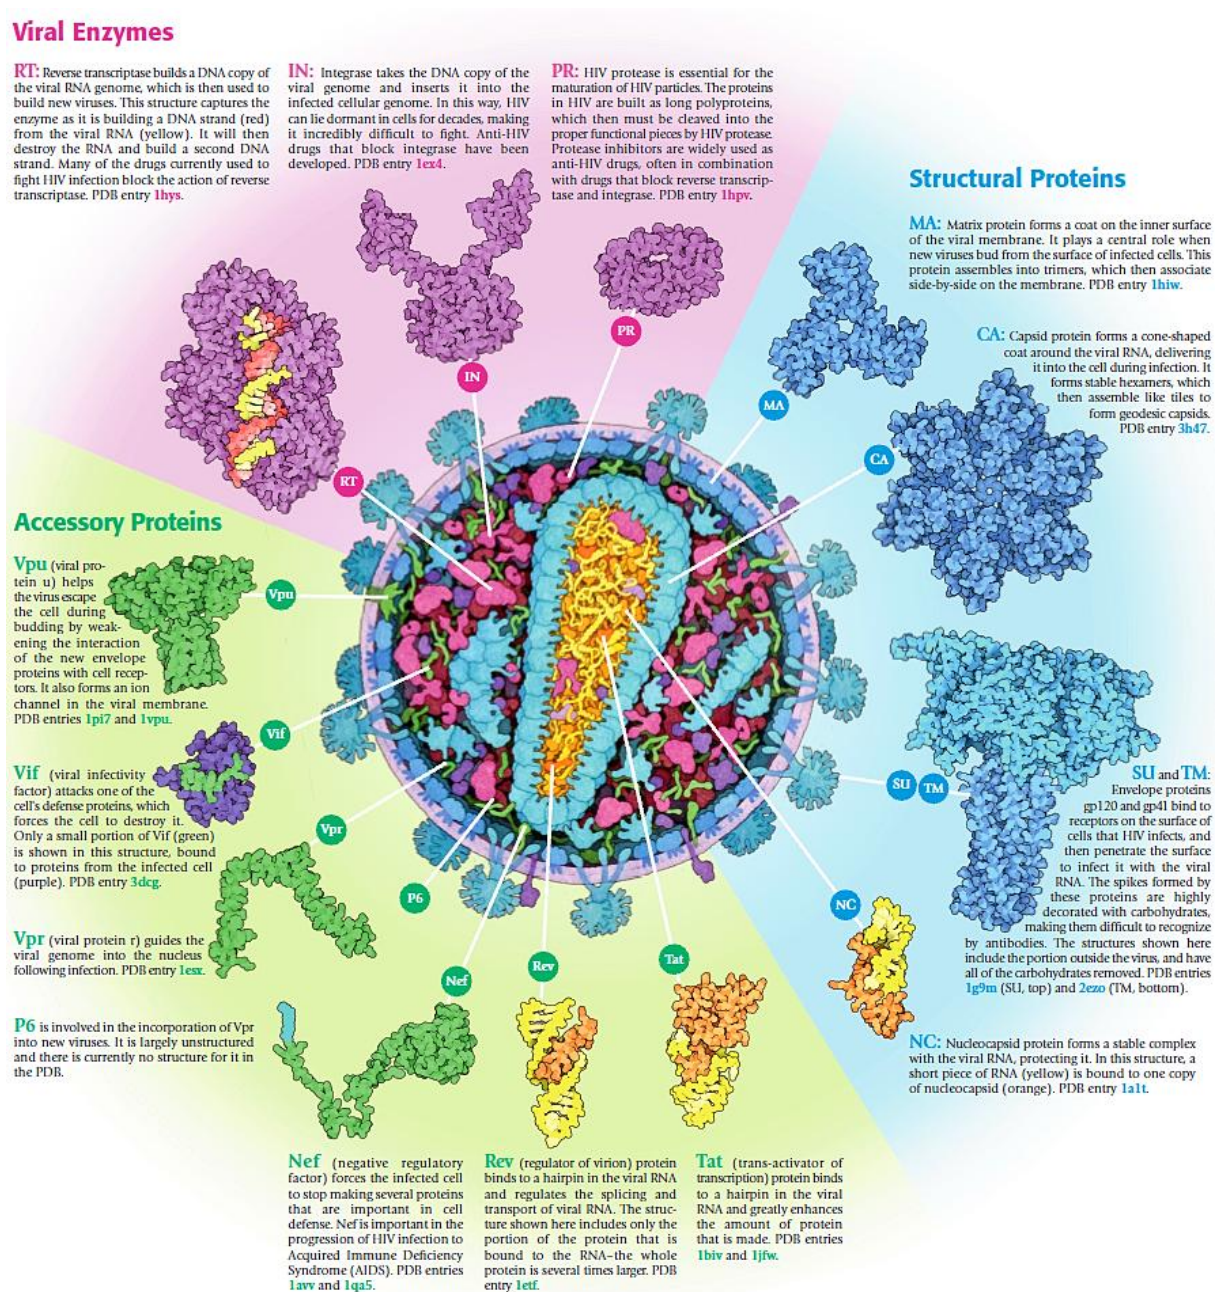 Viral Enzymes
RT: Reverse transcriptase builds a DNA copy of
the viral RNA genome, which is then used to
build new viruses. This structure captures the
enzyme as it is building a DNA strand (red)
from the viral RNA (yellow). It will then
destroy the RNA and build a second DNA
strand. Many of the drugs currently used to
fight HIV infection block the action of reverse
transcriptase. PDB entry 1hys.
IN: Integrase takes the DNA copy of the
viral genome and inserts it into the
infected cellular genome. In this way, HIV
can lie dormant in cells for decades, making
it incredibly difficult to fight. Anti-HIV
drugs that block integrase have been
developed. PDB entry 1ex4.
PR: HIV protease is essential for the
maturation of HIV particles. The proteins
in HIV are built as long polyproteins,
which then must be cleaved into the
proper functional pieces by HIV protease.
Protease inhibitors are widely used as
anti-HIV drugs, often in combination
with drugs that block reverse transcrip-
tase and integrase. PDB entry 1hpv.
Structural Proteins
MA: Matrix protein forms a coat on the inner surface
of the viral membrane. It plays a central role when
new viruses bud from the surface of infected cells. This
protein assembles into trimers, which then associate
side-by-side on the membrane. PDB entry 1hiw.
CA: Capsid protein forms a cone-shaped
coat around the viral RNA, delivering
it into the cell during infection. It
forms stable hexamers, which
then assemble like tiles to
form geodesic capsids.
PDB entry 3h47.
PR
IN
MA
CA
RT
Accessory Proteins
Vpu (viral pro-
tein u) helps
the virus escape
the cell during
budding by weak-
ening the interaction
of the new envelope
proteins with cell recep-
tors. It also forms an ion
channel in the viral membrane.
PDB entries 1pi7 and 1vpu.
Vpu
Vif
Vif (viral infectivity
factor) attacks one of the
cell's defense proteins, which
forces the cell to destroy it.
Only a small portion of Vif (green)
is shown in this structure, bound
to proteins from the infected cell
(purple). PDB entry 3dcg.
Vpr
SU
TM
SU and TM:
Envelope proteins
gp120 and gp41 bind to
receptors on the surface of
cells that HIV infects, and
then penetrate the surface
to infect it with the viral
RNA. The spikes formed by
these proteins are highly
decorated with carbohydrates,
making them difficult to recognize
by antibodies. The structures shown here
include the portion outside the virus, and have
all of the carbohydrates removed. PDB entries
1g9m (SU, top) and 2ezo (TM, bottom).
P6
NC
Vpr (viral protein r) guides the
viral genome into the nucleus
following infection. PDB entry 1esx.
Nef
Rev
Tat
P6 is involved in the incorporation of Vpr
into new viruses. It is largely unstructured
and there is currently no structure for it in
the PDB.
NC: Nucleocapsid protein forms a stable complex
with the viral RNA, protecting it. In this structure, a
short piece of RNA (yellow) is bound to one copy
of nucleocapsid (orange). PDB entry 1a1t.
Nef (negative regulatory
factor) forces the infected cell
to stop making several proteins
that are important in cell
defense. Nef is important in the
progression of HIV infection to
Acquired Immune Deficiency
Syndrome (AIDS). PDB entries
1avv and 1qa5.
Rev (regulator of virion) protein
binds to a hairpin in the viral RNA
and regulates the splicing and
transport of viral RNA. The struc-
ture shown here includes only the
portion of the protein that is
bound to the RNA–the whole
protein is several times larger. PDB
entry 1etf.
Tat (trans-activator of
transcription) protein binds
to a hairpin in the viral
RNA and greatly enhances
the amount of protein
that is made. PDB entries
1biv and 1jfw.